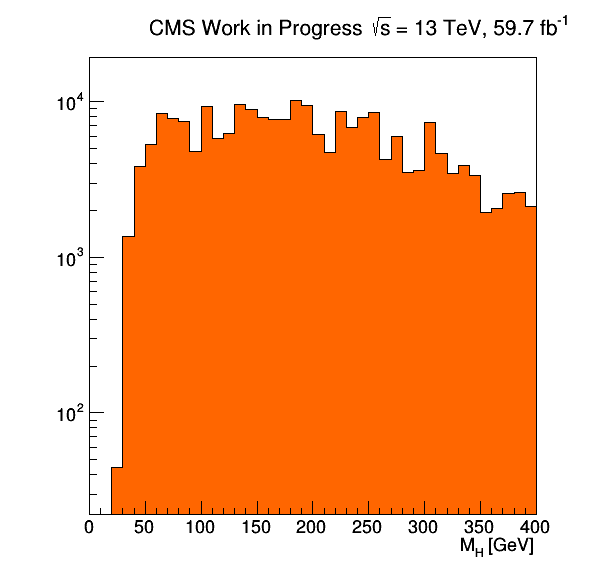 CMS Work in Progress √s = 13 TeV, 59.7 fb⁻¹
10⁴
10³
10²
0 50 100 150 200 250 300 350 400
M_H [GeV]